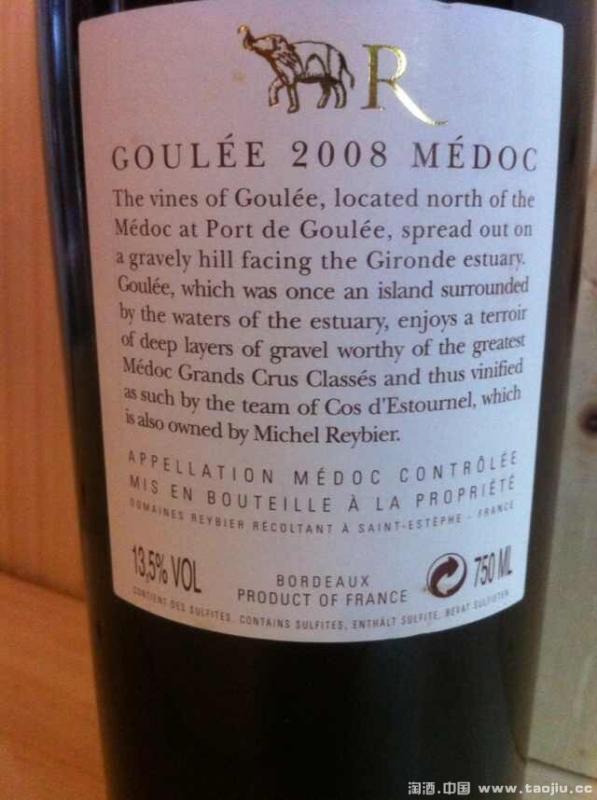 R
GOULÉE 2008 MÉDOC
The vines of Goulée, located north of the
Médoc at Port de Goulée, spread out on
a gravely hill facing the Gironde estuary.
Goulée, which was once an island surrounded
by the waters of the estuary, enjoys a terroir
of deep layers of gravel worthy of the greatest
Médoc Grands Crus Classés and thus vinified
as such by the team of Cos d'Estournel, which
is also owned by Michel Reybier.
APPELLATION MÉDOC CONTRÔLÉE
MIS EN BOUTEILLE À LA PROPRIÉTÉ
DOMAINES REYBIER RÉCOLTANT À SAINT-ESTÈPHE - FRANCE
13,5% VOL
BORDEAUX
PRODUCT OF FRANCE
750 ML
CONTIENT DES SULFITES, CONTAINS SULFITES, ENTHÄLT SULFITE, BEVAT SULFIETEN
淘酒.中国 www.taojiu.cc